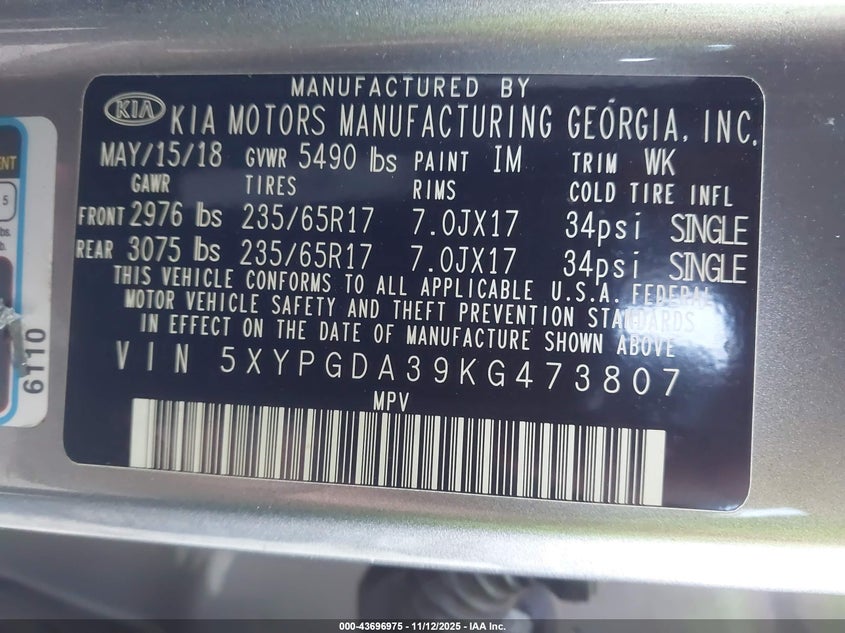 MANUFACTURED BY
KIA KIA MOTORS MANUFACTURING GEORGIA, INC.
MAY/15/18 GVWR 5490 lbs PAINT IM TRIM WK
GAWR TIRES RIMS COLD TIRE INFL
FRONT 2976 lbs 235/65R17 7.0JX17 34psi SINGLE
REAR 3075 lbs 235/65R17 7.0JX17 34psi SINGLE
THIS VEHICLE CONFORMS TO ALL APPLICABLE U.S.A. FEDERAL
MOTOR VEHICLE SAFETY AND THEFT PREVENTION STANDARDS
IN EFFECT ON THE DATE OF MANUFACTURE SHOWN ABOVE
VIN 5XYPGDA39KG473807
MPV
ENT
5
bs.
b.
6110
000-43696975 - 11/12/2025 - IAA Inc.